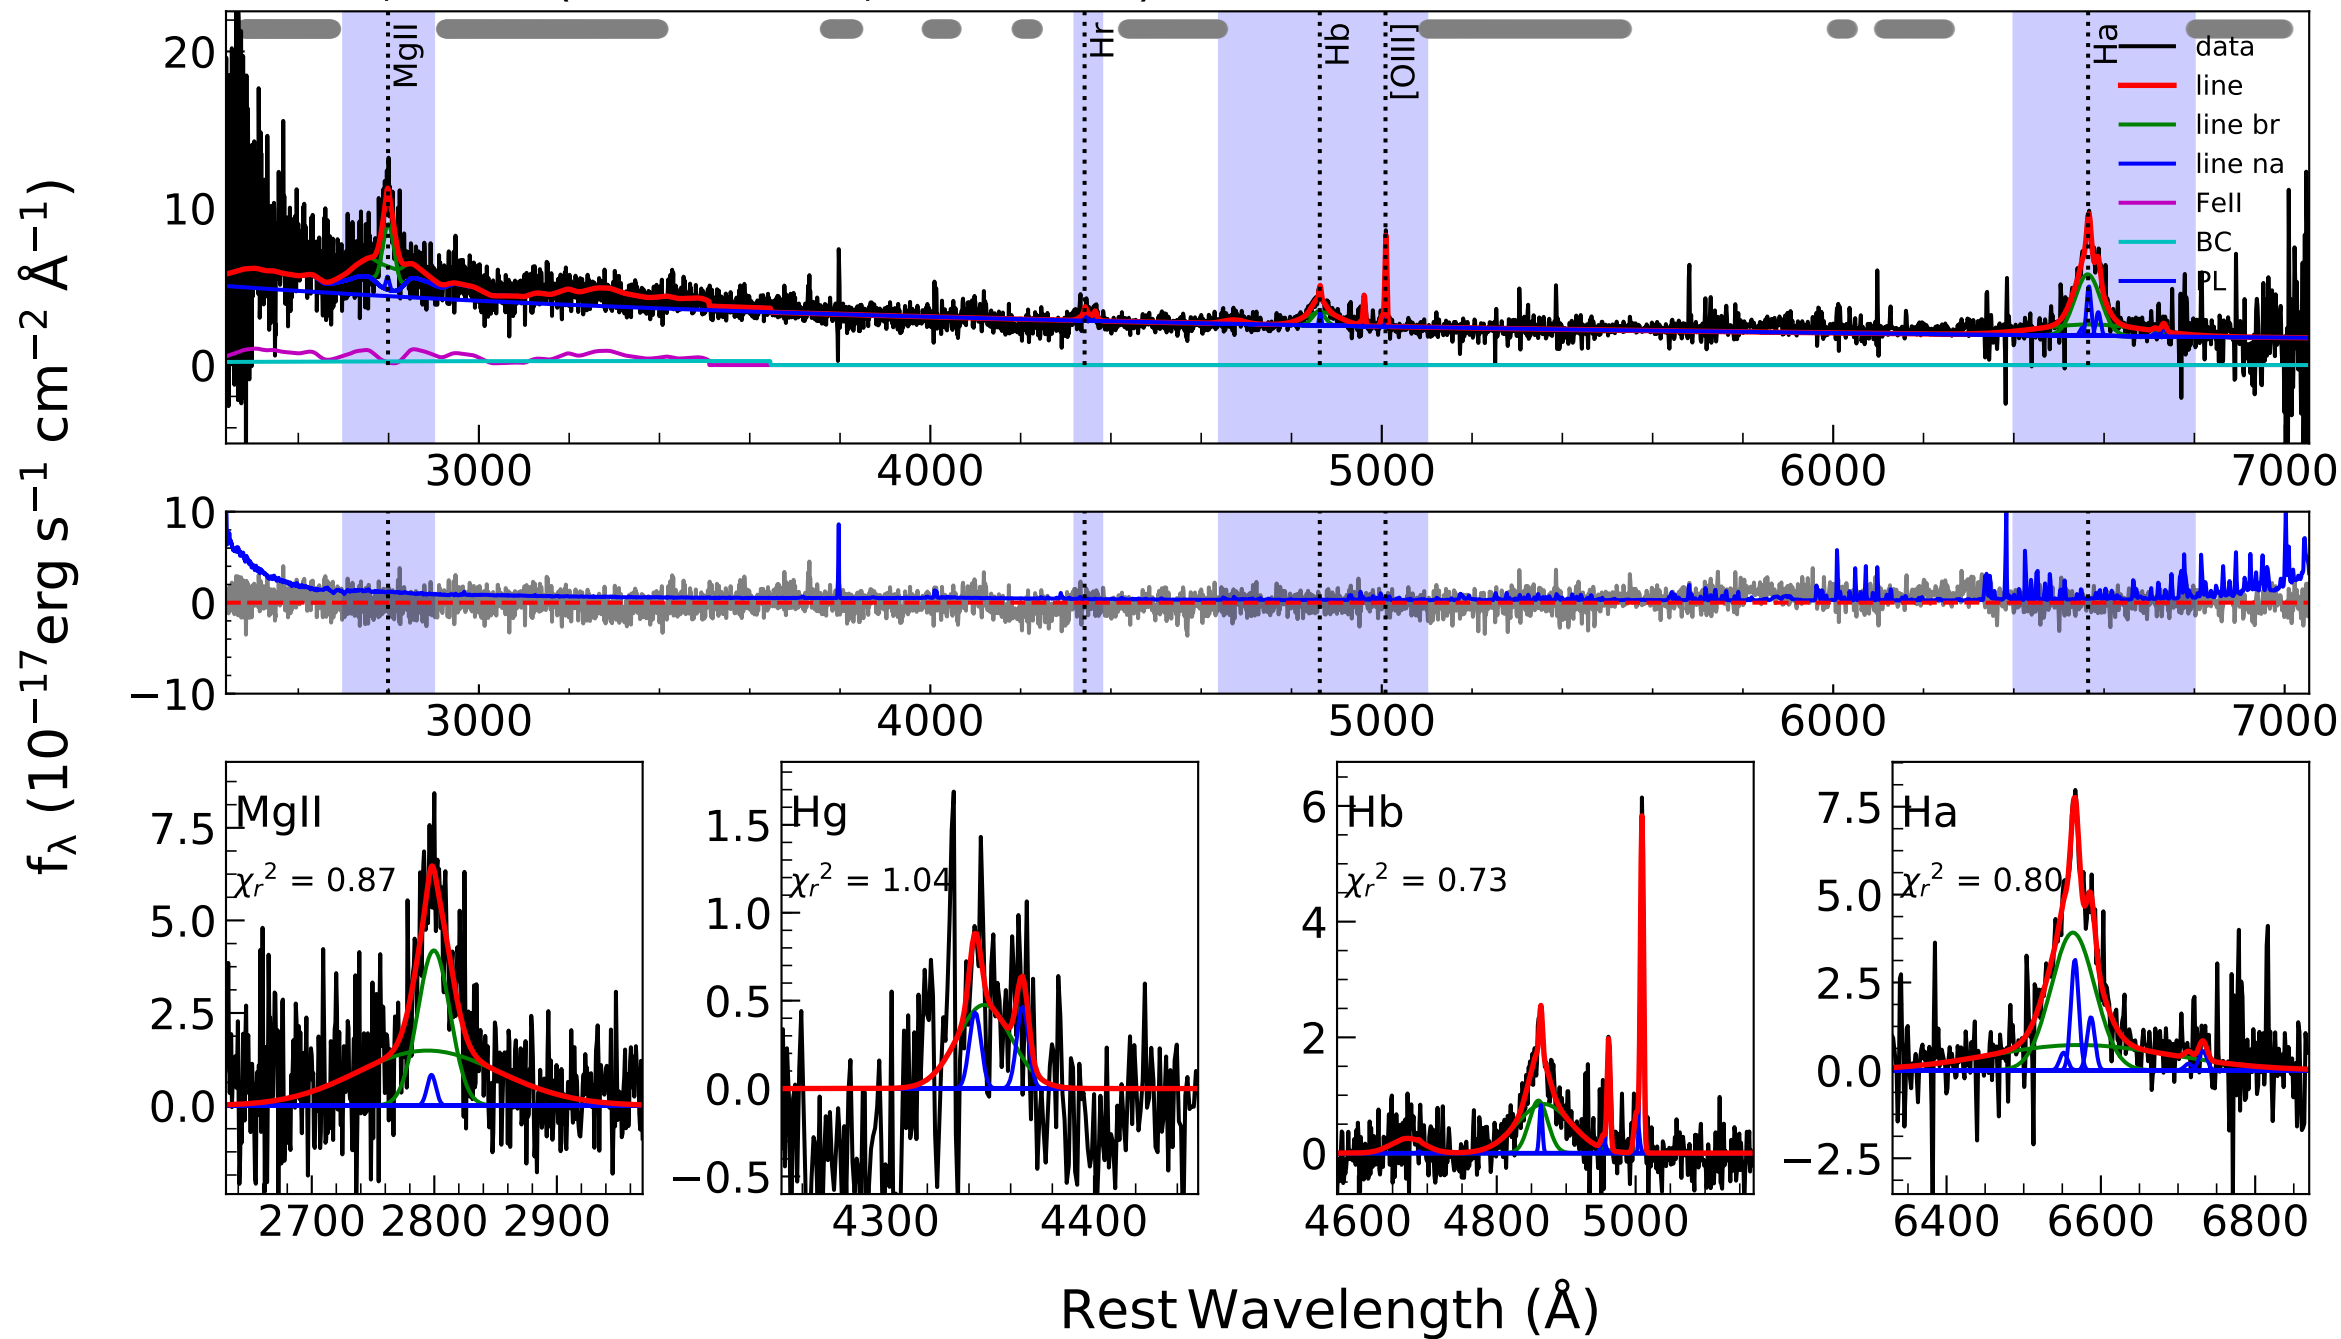 f_λ (10^−17 erg s^−1 cm^−2 Å^−1)
20
10
0
MgII
Hr
Hb
[OIII]
Ha
data
line
line br
line na
FeII
BC
PL
3000 4000 5000 6000 7000
10
0
−10
3000 4000 5000 6000 7000
MgII
χ_r^2 = 0.87
7.5
5.0
2.5
0.0
2700 2800 2900
Hg
χ_r^2 = 1.04
1.5
1.0
0.5
0.0
−0.5
4300 4400
Hb
χ_r^2 = 0.73
6
4
2
0
4600 4800 5000
Ha
χ_r^2 = 0.80
7.5
5.0
2.5
0.0
−2.5
6400 6600 6800
Rest Wavelength (Å)